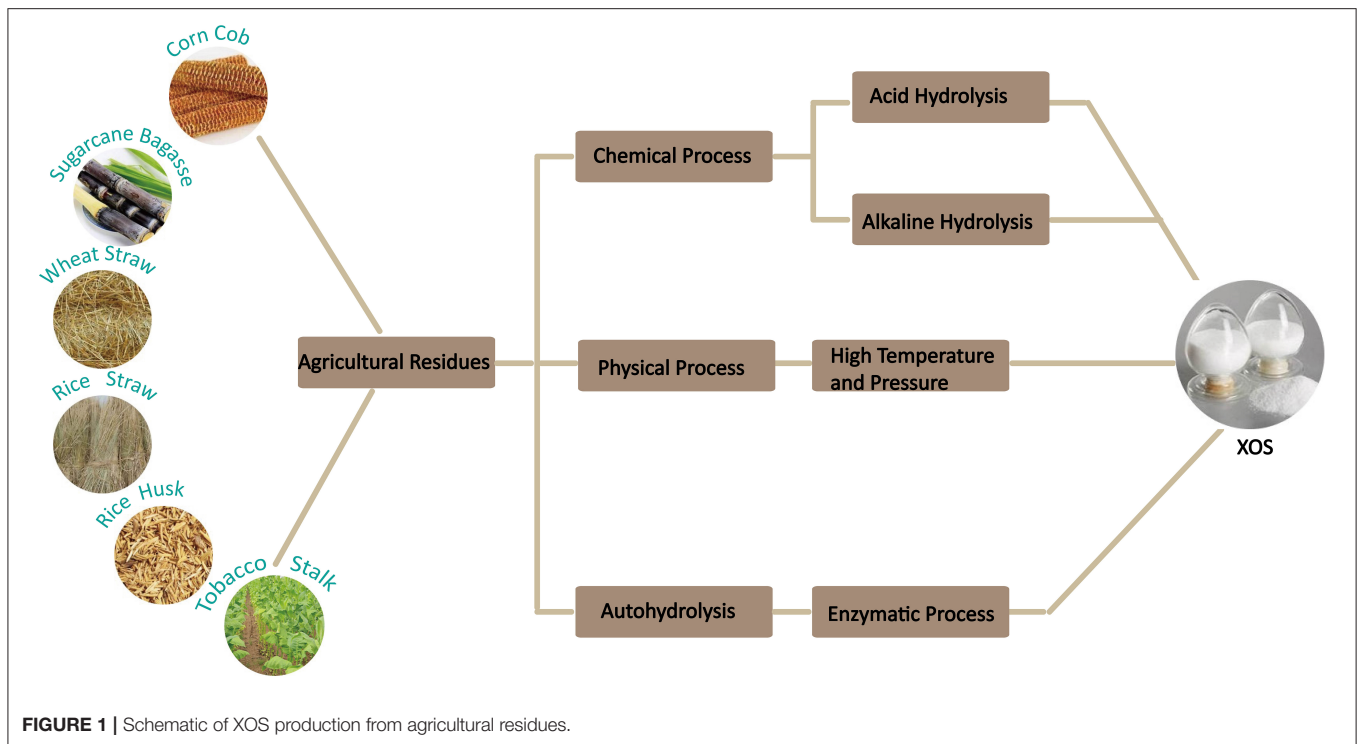 Corn Cob
Sugarcane Bagasse
Wheat Straw
Rice Straw
Rice Husk
Tobacco Stalk
Agricultural Residues
Chemical Process
Acid Hydrolysis
Alkaline Hydrolysis
Physical Process
High Temperature
and Pressure
Autohydrolysis
Enzymatic Process
XOS
FIGURE 1 | Schematic of XOS production from agricultural residues.